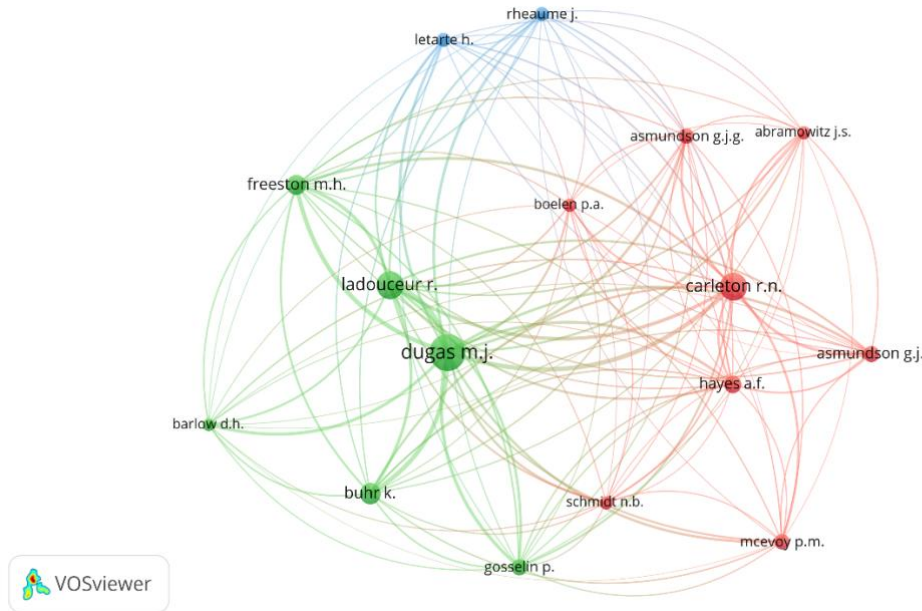 rheaume j.
letarte h.
asmundson g.j.g.
abramowitz j.s.
freeston m.h.
boelen p.a.
ladouceur r.
carleton r.n.
dugas m.j.
asmundson g.j.
hayes a.f.
barlow d.h.
buhr k.
schmidt n.b.
mcevoy p.m.
gosselin p.
VOSviewer